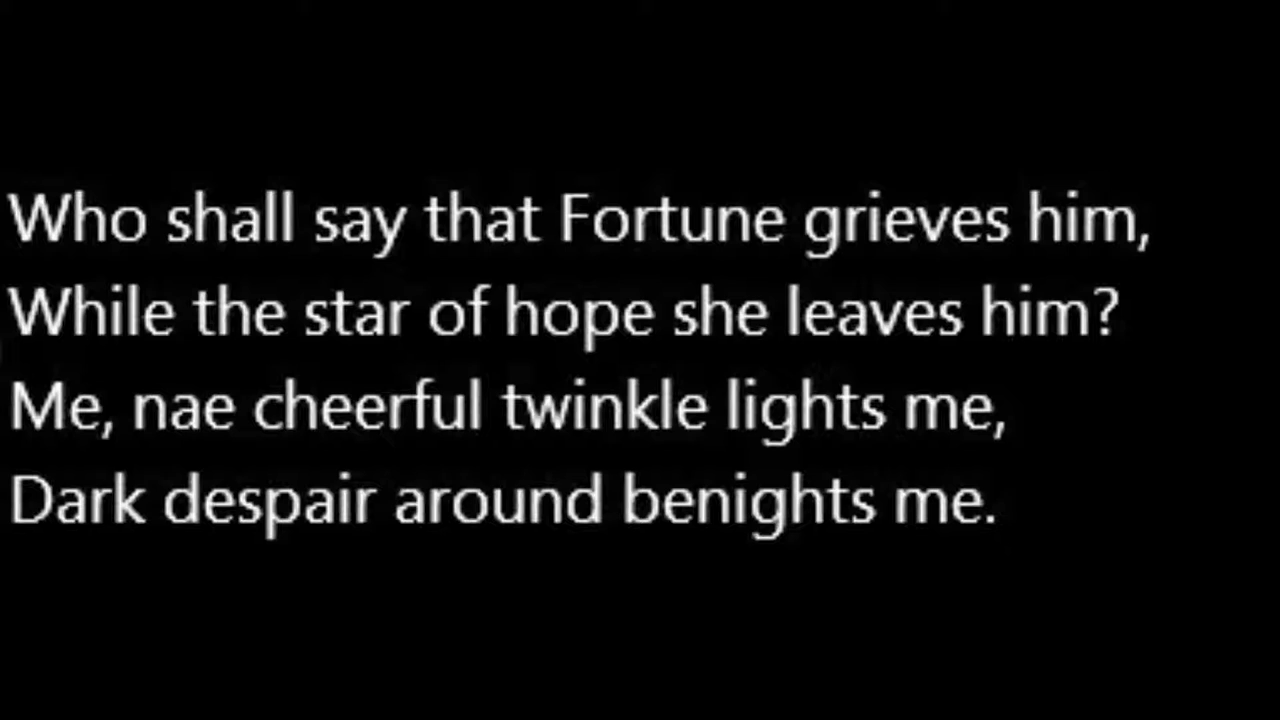 Who shall say that Fortune grieves him,
While the star of hope she leaves him?
Me, nae cheerful twinkle lights me,
Dark despair around benights me.